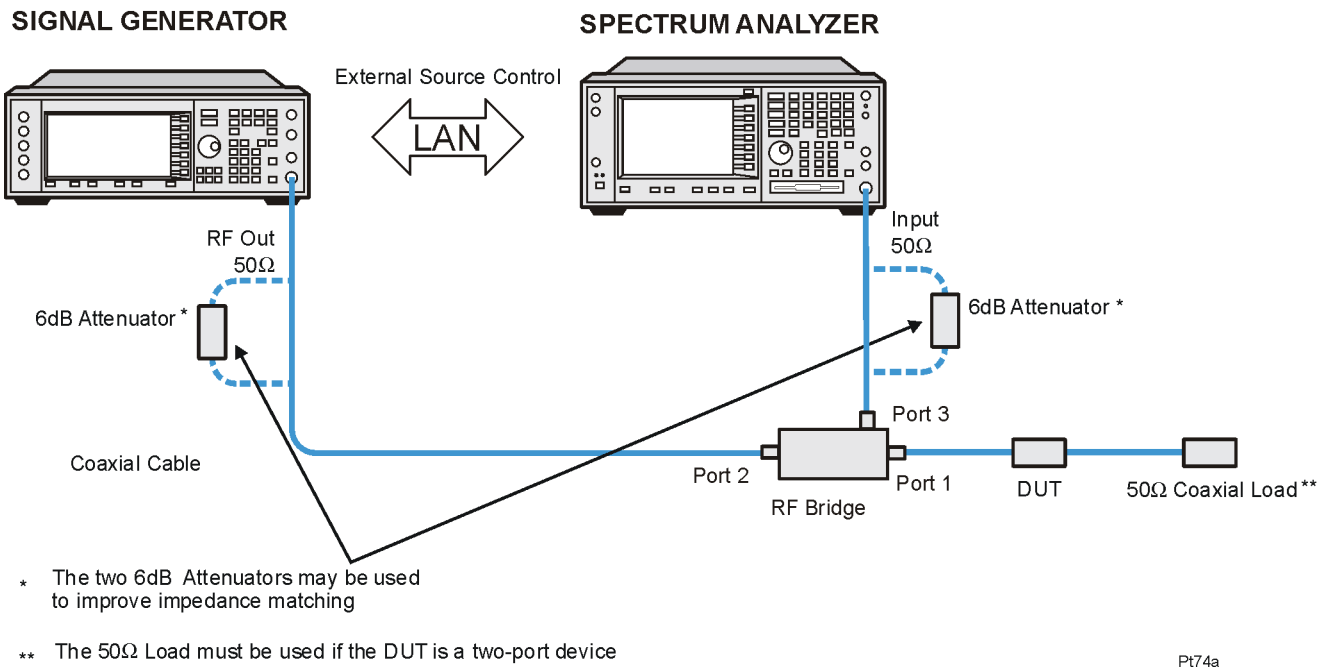 SIGNAL GENERATOR
SPECTRUM ANALYZER
External Source Control
LAN
RF Out
50Ω
Input
50Ω
6dB Attenuator *
6dB Attenuator *
Port 3
Coaxial Cable
Port 2
Port 1
RF Bridge
DUT
50Ω Coaxial Load **
* The two 6dB Attenuators may be used
to improve impedance matching
** The 50Ω Load must be used if the DUT is a two-port device
Pt74a